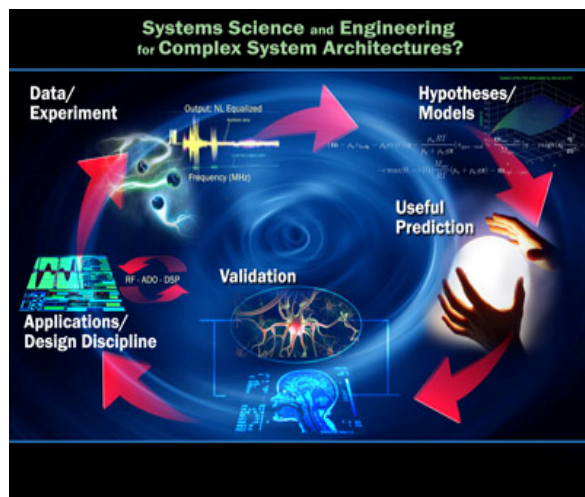 Systems Science and Engineering
for Complex System Architectures?
Data/
Experiment
Output: NL Equalized
Frequency (MHz)
Hypotheses/
Models
Useful
Prediction
Validation
RF - ADO - DSP
Applications/
Design Discipline